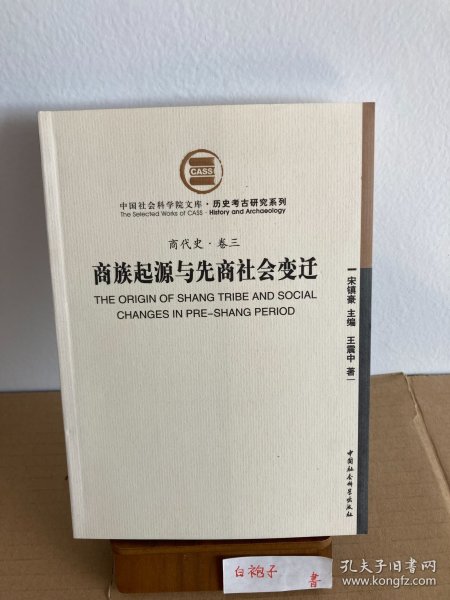 CASS
中国社会科学院文库·历史考古研究系列
The Selected Works of CASS · History and Archaeology
商代史·卷三
商族起源与先商社会变迁
THE ORIGIN OF SHANG TRIBE AND SOCIAL
CHANGES IN PRE-SHANG PERIOD
宋镇豪 主编 王震中 著
中国社会科学出版社
白袍子 書
孔夫子旧书网
www.kongfz.com